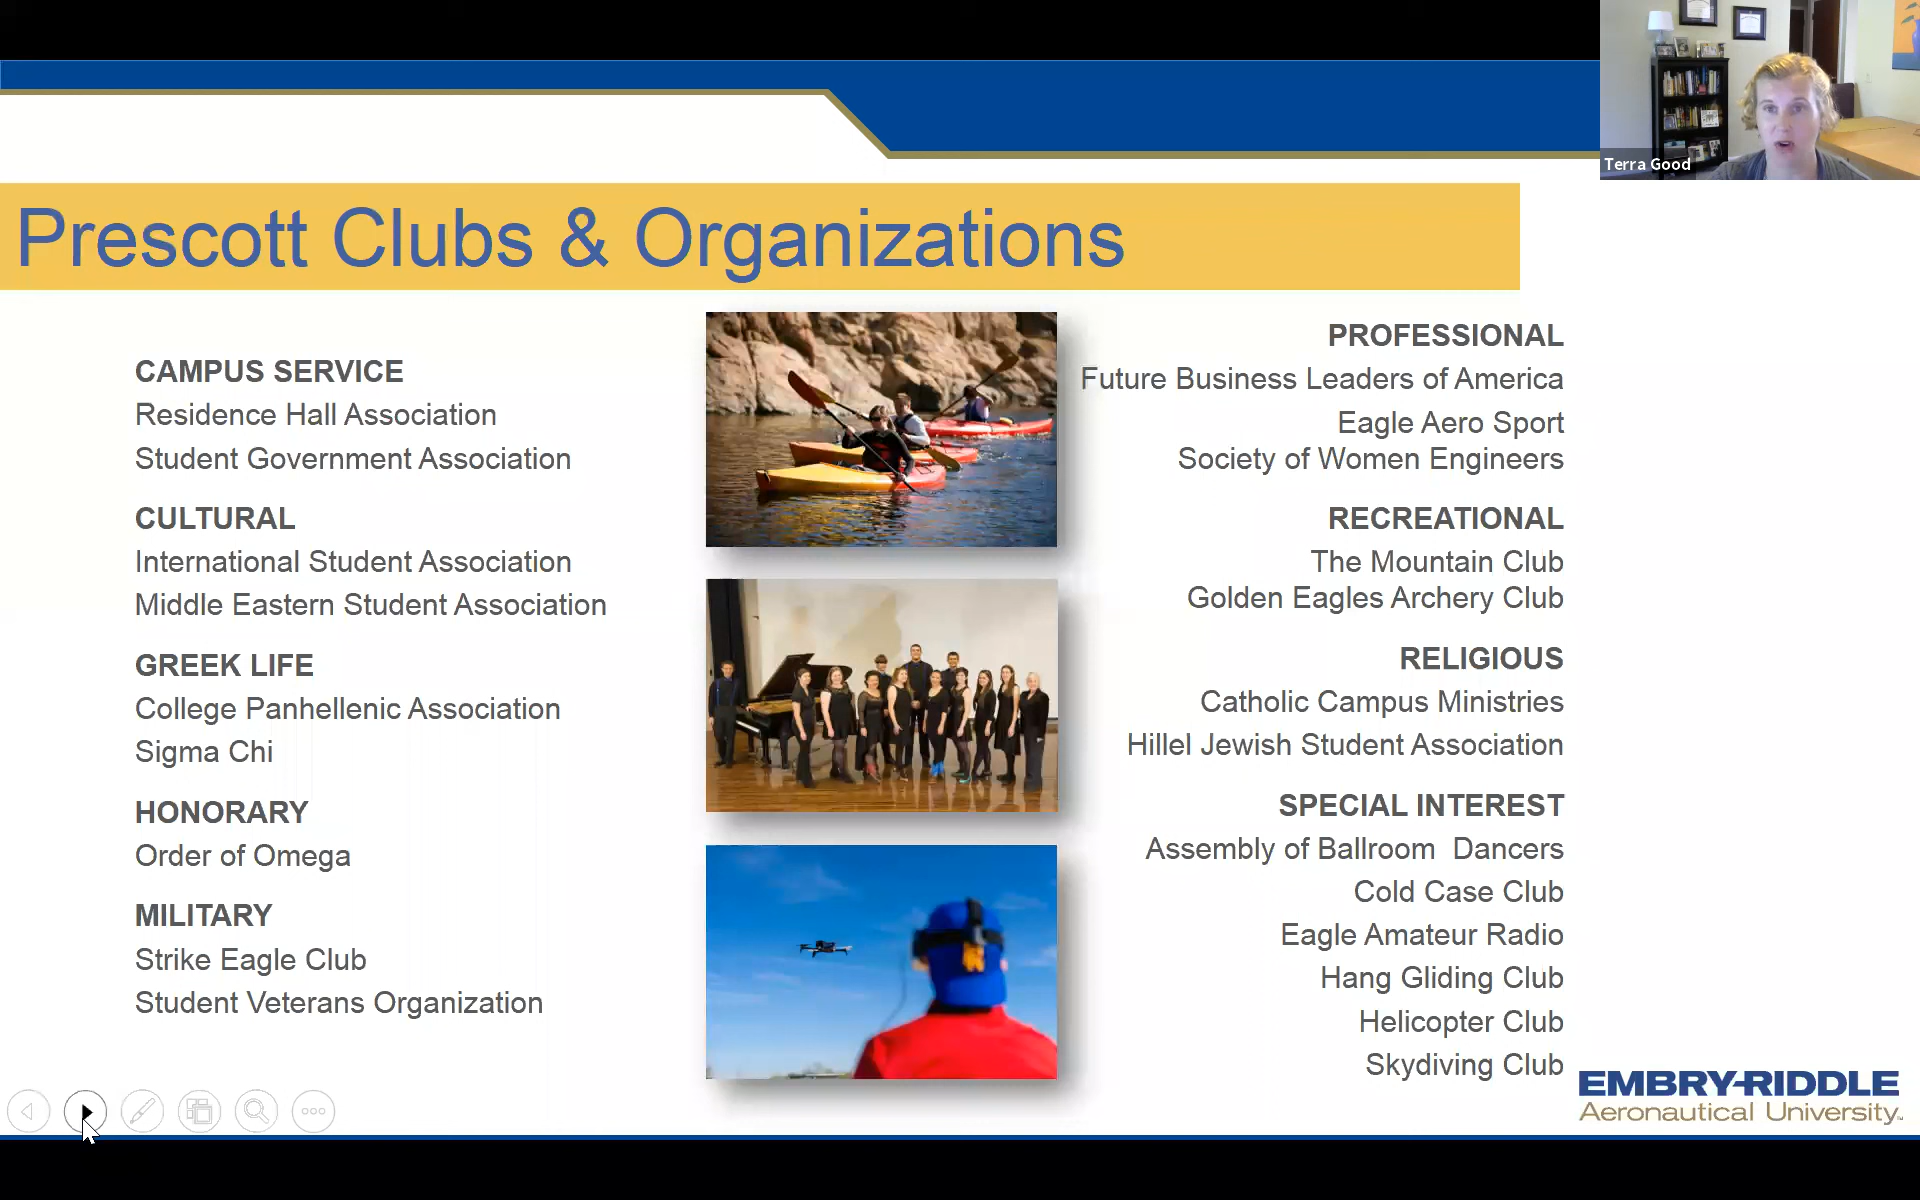 Terra Good
Prescott Clubs & Organizations
CAMPUS SERVICE
Residence Hall Association
Student Government Association
CULTURAL
International Student Association
Middle Eastern Student Association
GREEK LIFE
College Panhellenic Association
Sigma Chi
HONORARY
Order of Omega
MILITARY
Strike Eagle Club
Student Veterans Organization
PROFESSIONAL
Future Business Leaders of America
Eagle Aero Sport
Society of Women Engineers
RECREATIONAL
The Mountain Club
Golden Eagles Archery Club
RELIGIOUS
Catholic Campus Ministries
Hillel Jewish Student Association
SPECIAL INTEREST
Assembly of Ballroom  Dancers
Cold Case Club
Eagle Amateur Radio
Hang Gliding Club
Helicopter Club
Skydiving Club
EMBRY-RIDDLE
Aeronautical University™